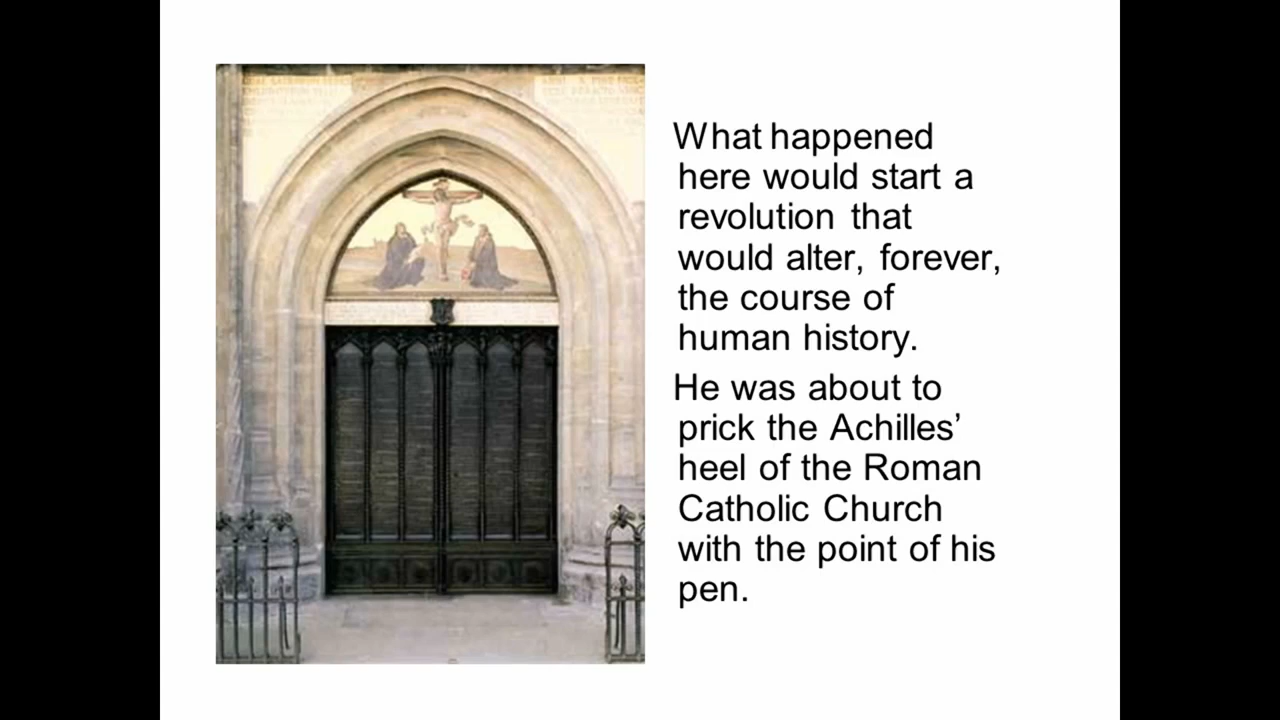 What happened
here would start a
revolution that
would alter, forever,
the course of
human history.
He was about to
prick the Achilles’
heel of the Roman
Catholic Church
with the point of his
pen.